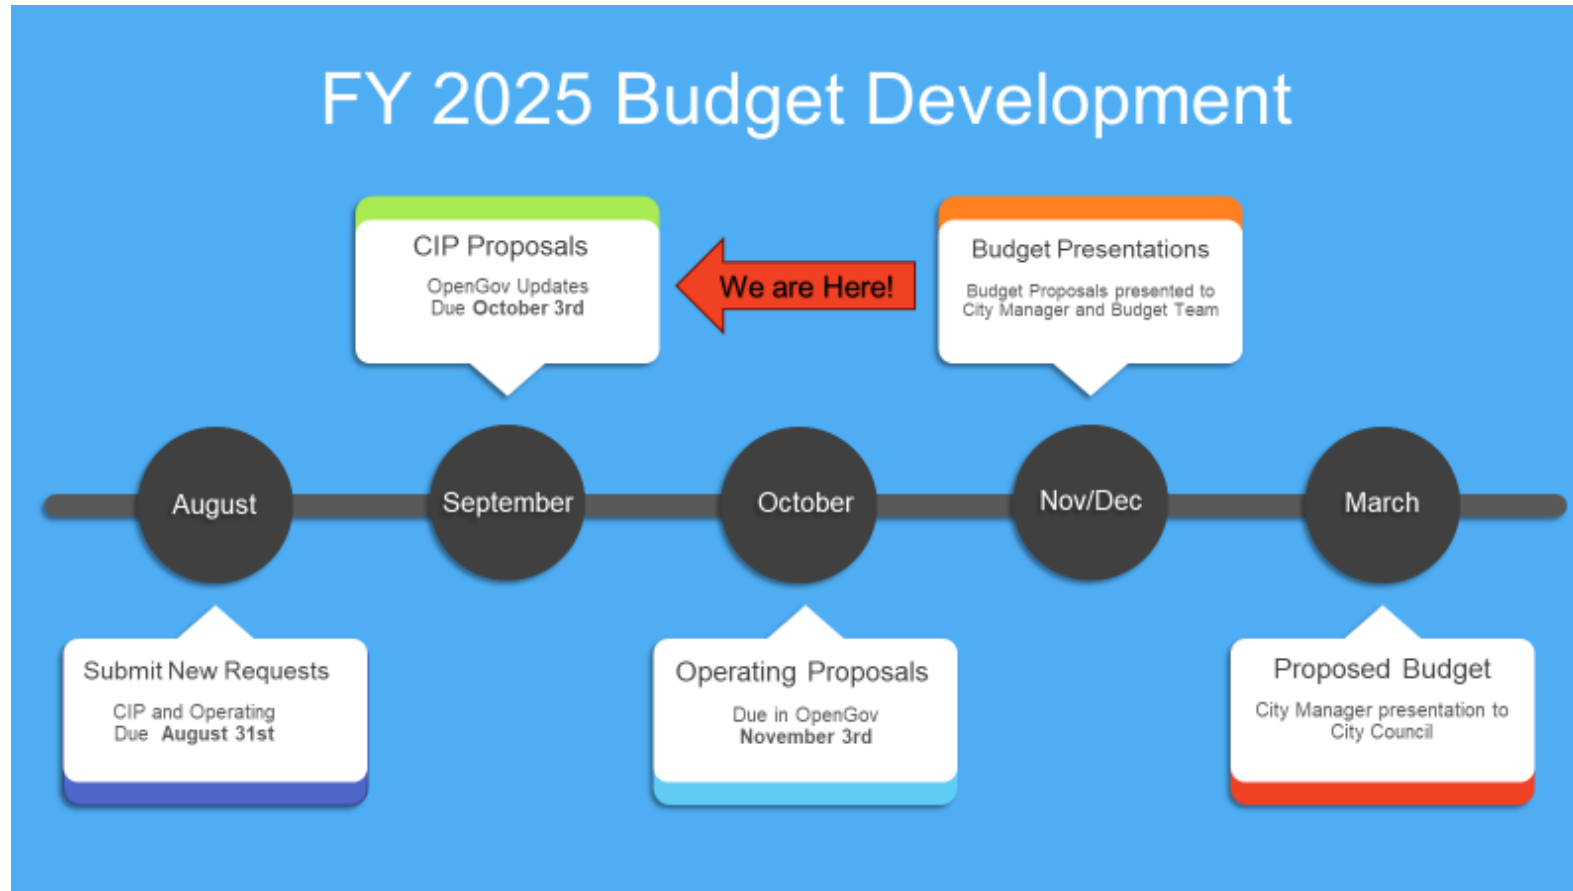 FY 2025 Budget Development
CIP Proposals
OpenGov Updates
Due October 3rd
We are Here!
Budget Presentations
Budget Proposals presented to
City Manager and Budget Team
August
September
October
Nov/Dec
March
Submit New Requests
CIP and Operating
Due August 31st
Operating Proposals
Due in OpenGov
November 3rd
Proposed Budget
City Manager presentation to
City Council